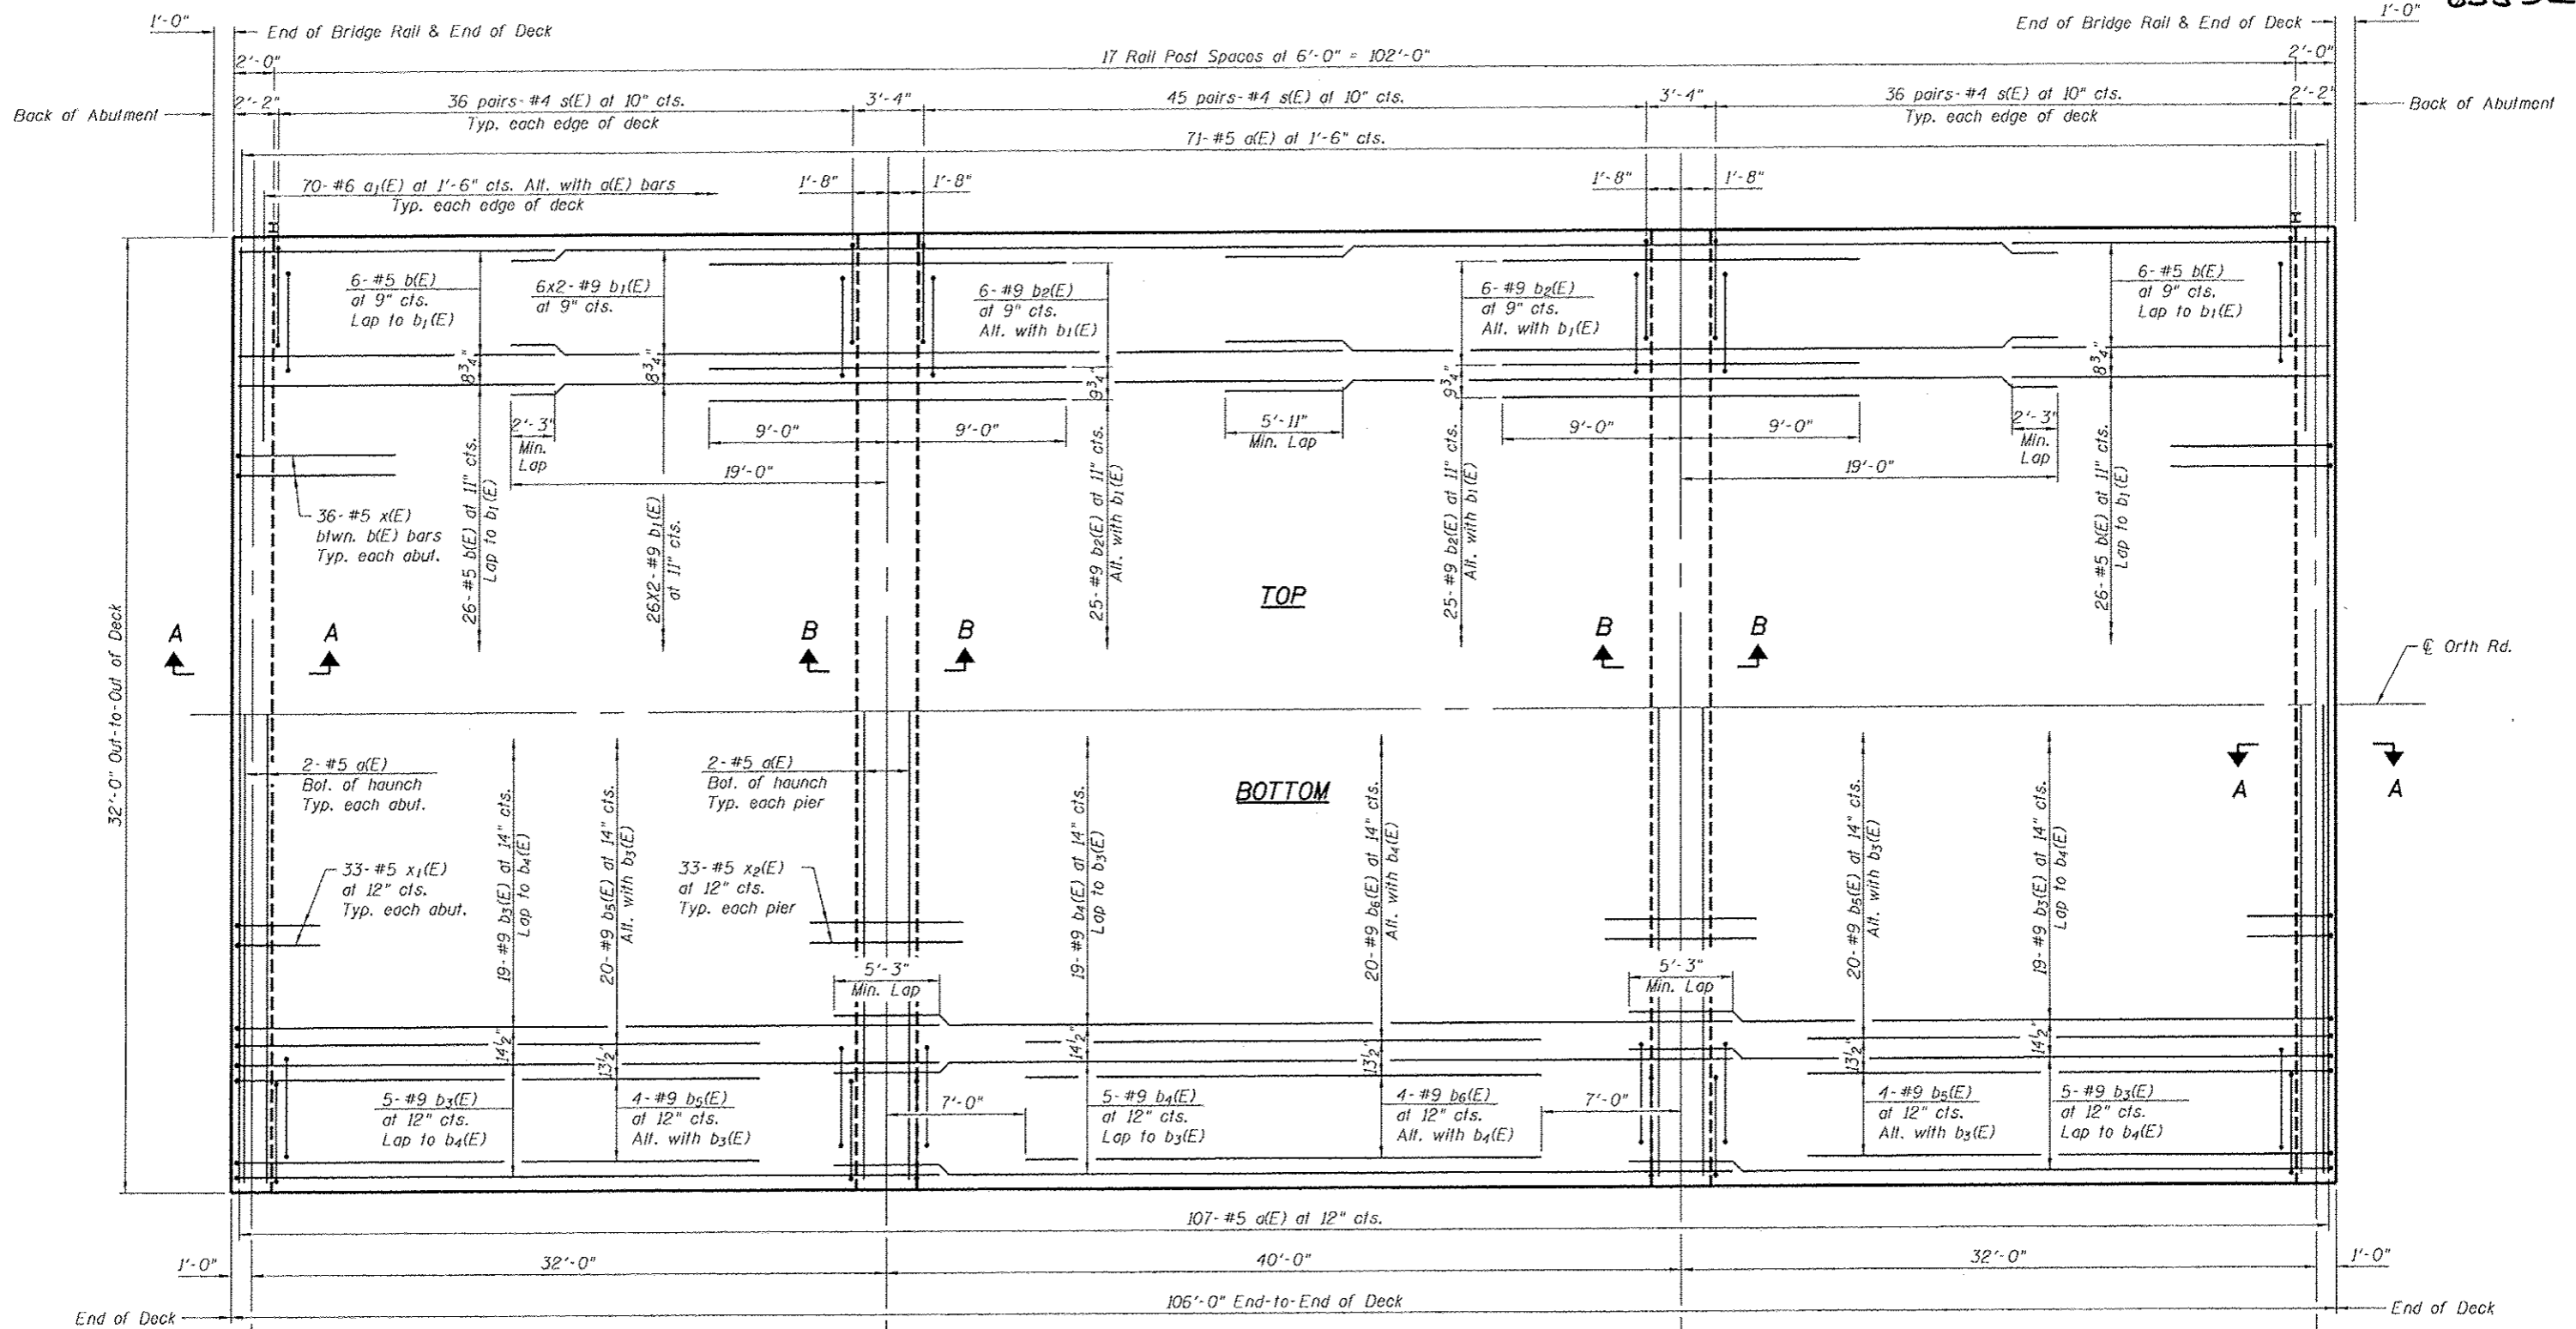 1'-0"
End of Bridge Rail & End of Deck
End of Bridge Rail & End of Deck
1'-0"
2'-0"
17 Rail Post Spaces at 6'-0" = 102'-0"
2'-0"
Back of Abutment
2'-2"
36 pairs- #4 s(E) at 10" cts.
Typ. each edge of deck
3'-4"
45 pairs- #4 s(E) at 10" cts.
3'-4"
36 pairs- #4 s(E) at 10" cts.
Typ. each edge of deck
2'-2"
Back of Abutment
71- #5 a(E) at 1'-6" cts.
70- #6 a1(E) at 1'-6" cts. Alt. with a(E) bars
Typ. each edge of deck
1'-8"
1'-8"
1'-8"
1'-8"
6- #5 b(E)
at 9" cts.
Lap to b1(E)
6x2- #9 b1(E)
at 9" cts.
6- #9 b2(E)
at 9" cts.
Alt. with b1(E)
6- #9 b2(E)
at 9" cts.
Alt. with b1(E)
6- #5 b(E)
at 9" cts.
Lap to b1(E)
8¾"
8¾"
9¾"
9¾"
8¾"
2'-3"
Min.
Lap
9'-0"
9'-0"
5'-11"
Min. Lap
9'-0"
9'-0"
2'-3"
Min.
Lap
19'-0"
19'-0"
36- #5 x(E)
btwn. b(E) bars
Typ. each abut.
26- #5 b(E) at 11" cts.
Lap to b1(E)
26X2- #9 b1(E)
at 11" cts.
25- #9 b2(E) at 11" cts.
Alt. with b1(E)
25- #9 b2(E) at 11" cts.
Alt. with b1(E)
26- #5 b(E) at 11" cts.
Lap to b1(E)
TOP
A
A
B
B
B
B
℄ Orth Rd.
32'-0" Out-to-Out of Deck
2- #5 a(E)
Bot. of haunch
Typ. each abut.
2- #5 a(E)
Bot. of haunch
Typ. each pier
BOTTOM
A
A
33- #5 x1(E)
at 12" cts.
Typ. each abut.
19- #9 b3(E) at 14" cts.
Lap to b4(E)
20- #9 b5(E) at 14" cts.
Alt. with b3(E)
33- #5 x2(E)
at 12" cts.
Typ. each pier
19- #9 b4(E) at 14" cts.
Lap to b3(E)
20- #9 b6(E) at 14" cts.
Alt. with b4(E)
20- #9 b5(E) at 14" cts.
Alt. with b3(E)
19- #9 b3(E) at 14" cts.
Lap to b4(E)
5'-3"
Min. Lap
5'-3"
Min. Lap
14½"
13½"
14½"
13½"
13½"
14½"
5- #9 b3(E)
at 12" cts.
Lap to b4(E)
4- #9 b5(E)
at 12" cts.
Alt. with b3(E)
7'-0"
5- #9 b4(E)
at 12" cts.
Lap to b3(E)
4- #9 b6(E)
at 12" cts.
Alt. with b4(E)
7'-0"
4- #9 b5(E)
at 12" cts.
Alt. with b3(E)
5- #9 b3(E)
at 12" cts.
Lap to b4(E)
107- #5 a(E) at 12" cts.
1'-0"
32'-0"
40'-0"
32'-0"
1'-0"
End of Deck
106'-0" End-to-End of Deck
End of Deck